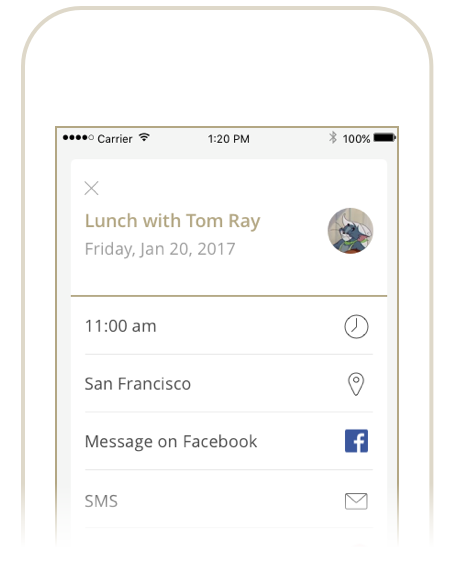 Carrier 1:20 PM 100%
Lunch with Tom Ray
Friday, Jan 20, 2017
11:00 am
San Francisco
Message on Facebook
SMS